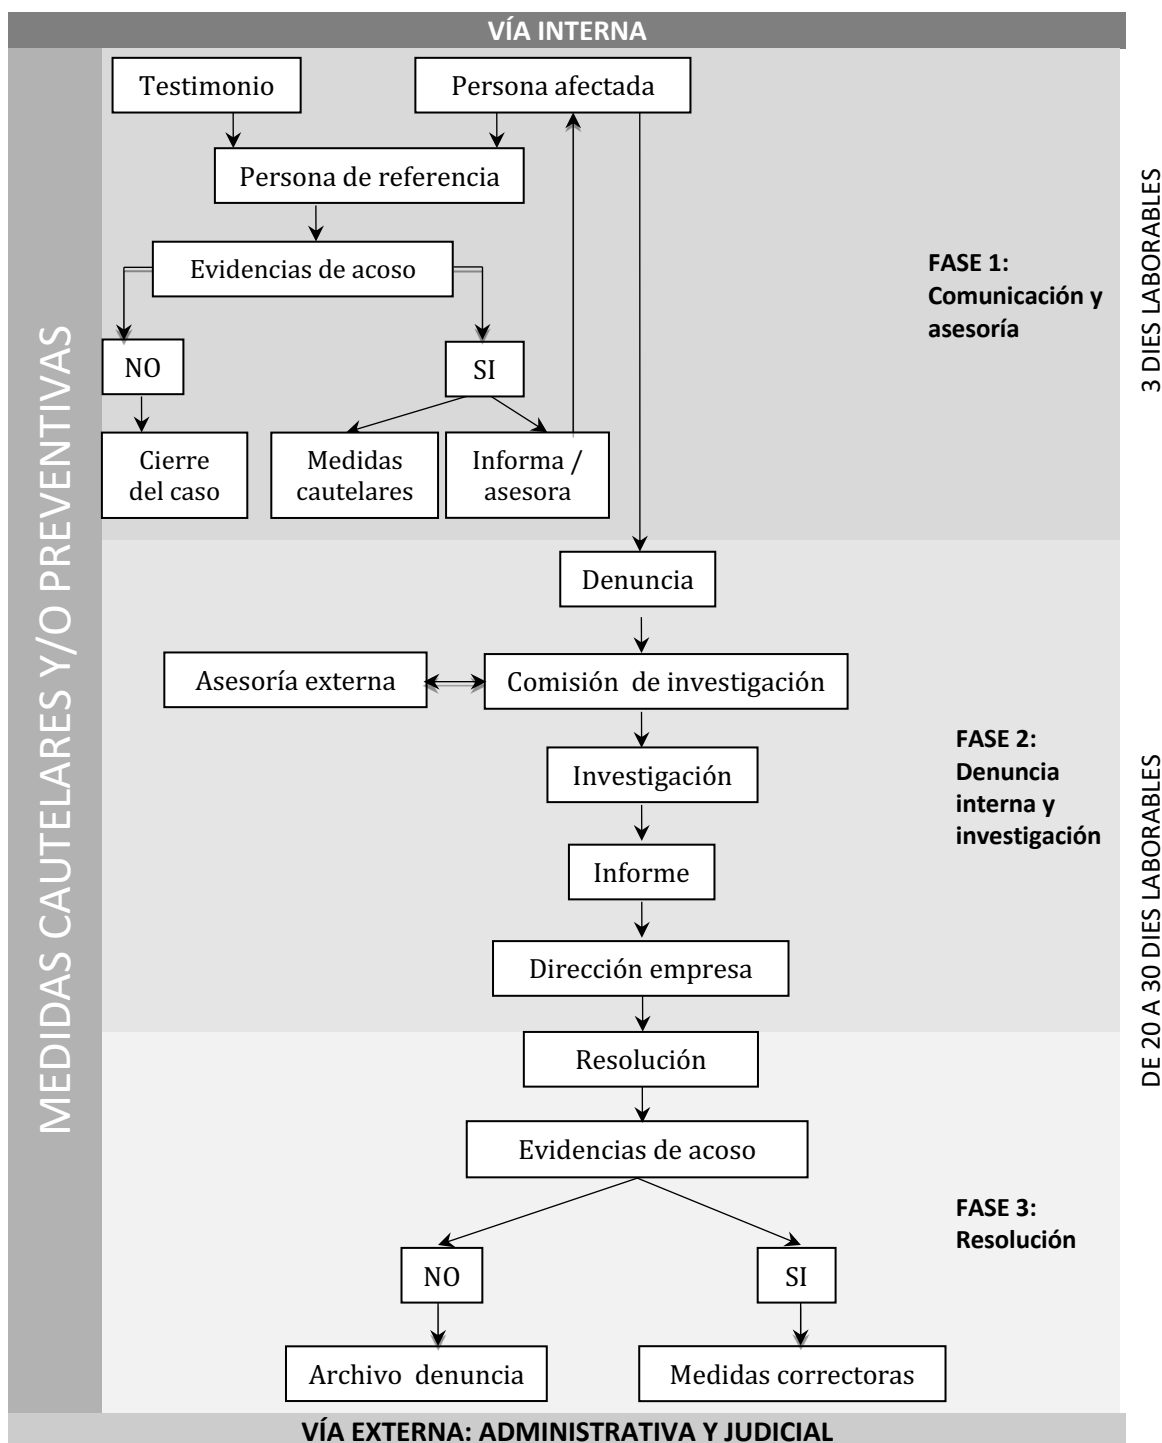 VÍA INTERNA
MEDIDAS CAUTELARES Y/O PREVENTIVAS
Testimonio
Persona afectada
Persona de referencia
Evidencias de acoso
NO
SI
Cierre
del caso
Medidas
cautelares
Informa /
asesora
FASE 1:
Comunicación y
asesoría
3 DIES LABORABLES
Denuncia
Asesoría externa
Comisión de investigación
Investigación
Informe
Dirección empresa
FASE 2:
Denuncia
interna y
investigación
DE 20 A 30 DIES LABORABLES
Resolución
Evidencias de acoso
NO
SI
Archivo denuncia
Medidas correctoras
FASE 3:
Resolución
VÍA EXTERNA: ADMINISTRATIVA Y JUDICIAL